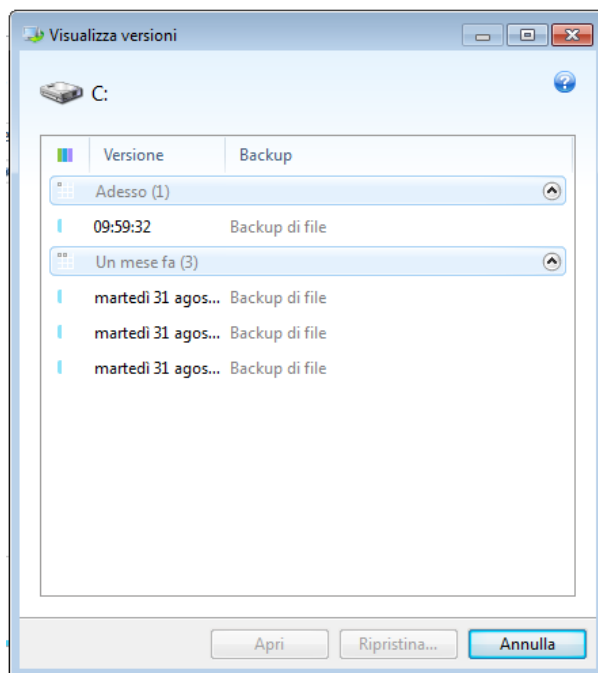 Visualizza versioni
C:
Versione Backup
Adesso (1)
09:59:32 Backup di file
Un mese fa (3)
martedì 31 agos... Backup di file
martedì 31 agos... Backup di file
martedì 31 agos... Backup di file
Apri Ripristina... Annulla